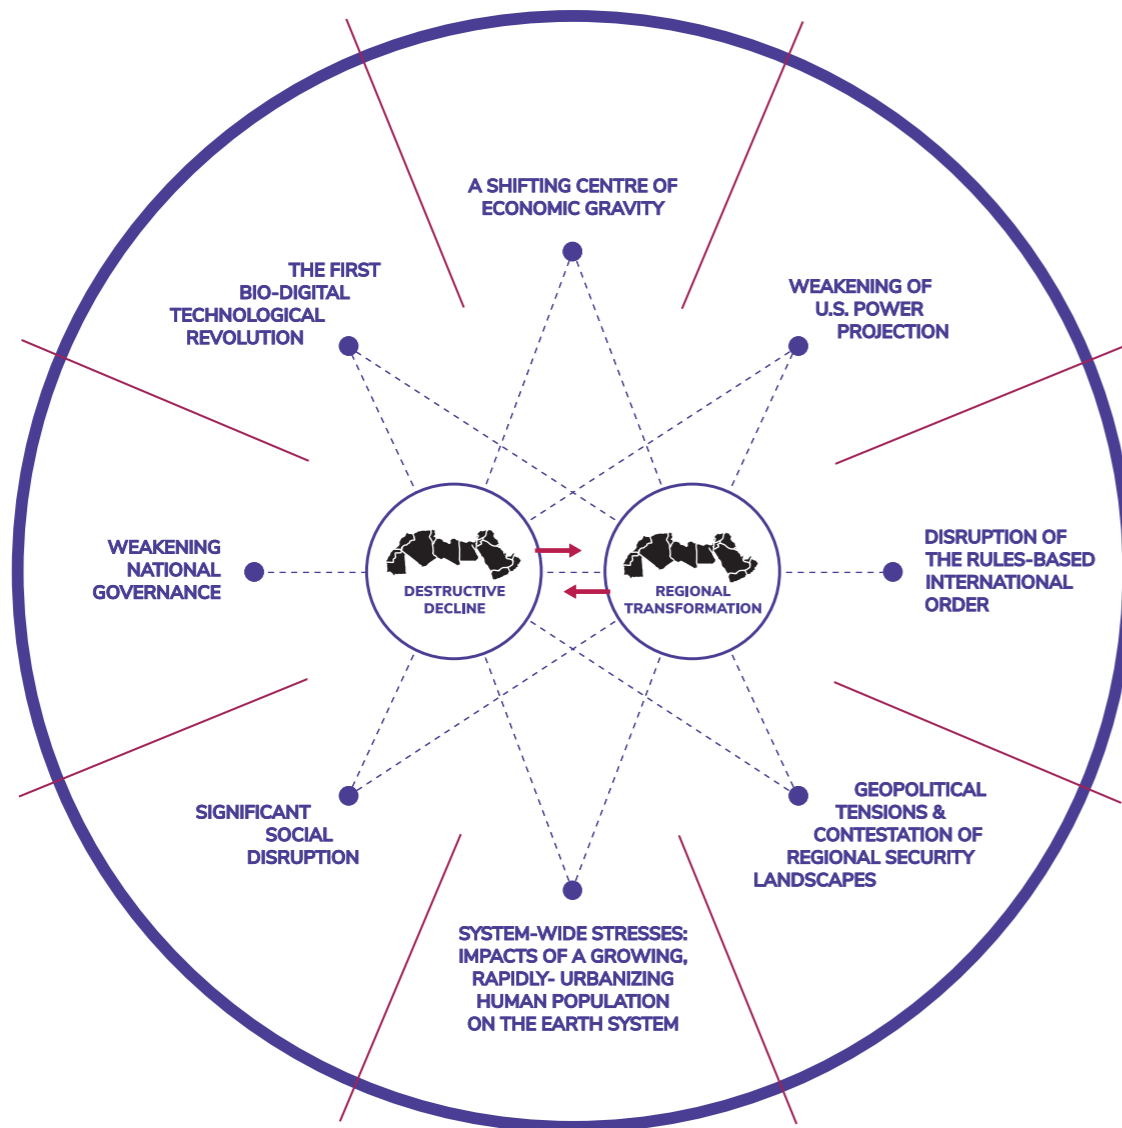 A SHIFTING CENTRE OF
ECONOMIC GRAVITY
THE FIRST
BIO-DIGITAL
TECHNOLOGICAL
REVOLUTION
WEAKENING OF
U.S. POWER
PROJECTION
WEAKENING
NATIONAL
GOVERNANCE
DESTRUCTIVE
DECLINE
REGIONAL
TRANSFORMATION
DISRUPTION OF
THE RULES-BASED
INTERNATIONAL
ORDER
SIGNIFICANT
SOCIAL
DISRUPTION
GEOPOLITICAL
TENSIONS &
CONTESTATION OF
REGIONAL SECURITY
LANDSCAPES
SYSTEM-WIDE STRESSES:
IMPACTS OF A GROWING,
RAPIDLY- URBANIZING
HUMAN POPULATION
ON THE EARTH SYSTEM